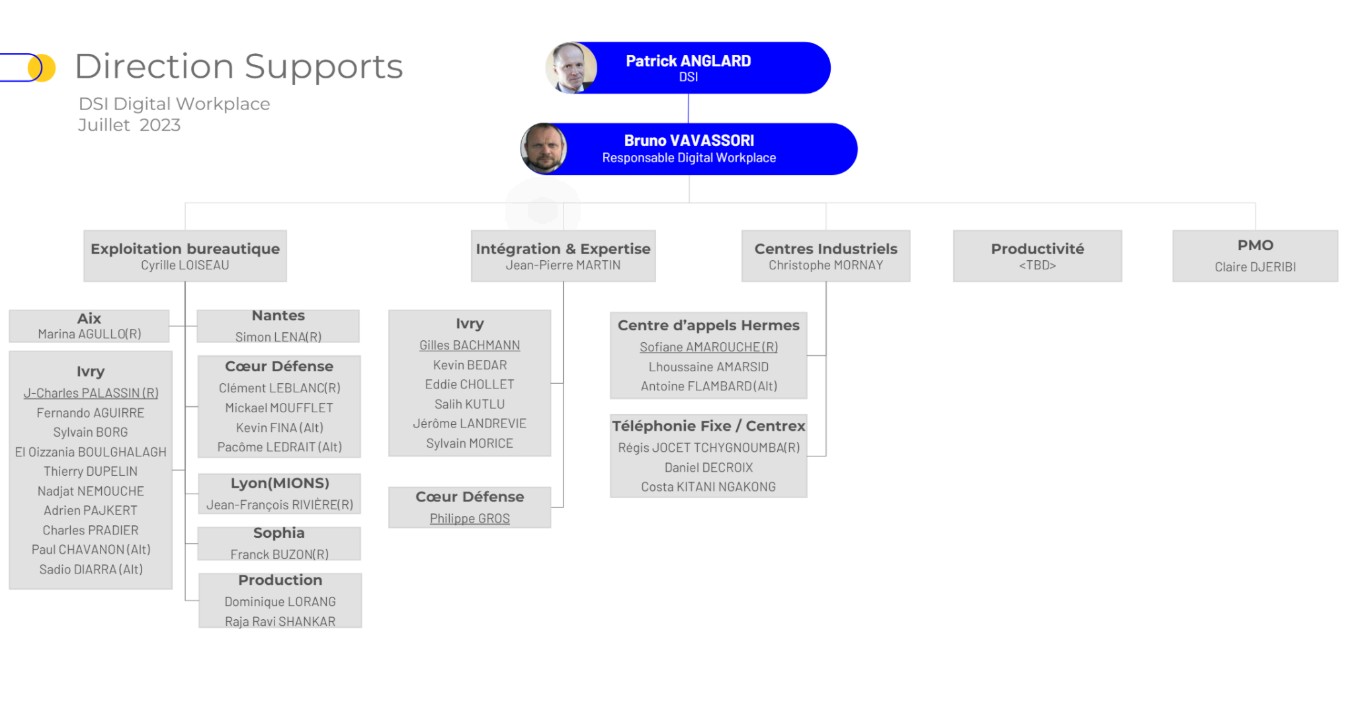 Direction Supports
DSI Digital Workplace
Juillet 2023
Patrick ANGLARD
DSI
Bruno VAVASSORI
Responsable Digital Workplace
Exploitation bureautique
Cyrille LOISEAU
Intégration & Expertise
Jean-Pierre MARTIN
Centres Industriels
Christophe MORNAY
Productivité
<TBD>
PMO
Claire DJERIBI
Aix
Marina AGULLO(R)
Ivry
J-Charles PALASSIN (R)
Fernando AGUIRRE
Sylvain BORG
El Oizzania BOULGHALAGH
Thierry DUPELIN
Nadjat NEMOUCHE
Adrien PAJKERT
Charles PRADIER
Paul CHAVANON (Alt)
Sadio DIARRA (Alt)
Nantes
Simon LENA(R)
Cœur Défense
Clément LEBLANC(R)
Mickael MOUFFLET
Kevin FINA (Alt)
Pacôme LEDRAIT (Alt)
Lyon(MIONS)
Jean-François RIVIÈRE(R)
Sophia
Franck BUZON(R)
Production
Dominique LORANG
Raja Ravi SHANKAR
Ivry
Gilles BACHMANN
Kevin BEDAR
Eddie CHOLLET
Salih KUTLU
Jérôme LANDREVIE
Sylvain MORICE
Cœur Défense
Philippe GROS
Centre d'appels Hermes
Sofiane AMAROUCHE (R)
Lhoussaine AMARSID
Antoine FLAMBARD (Alt)
Téléphonie Fixe / Centrex
Régis JOCET TCHYGNOUMBA(R)
Daniel DECROIX
Costa KITANI NGAKONG